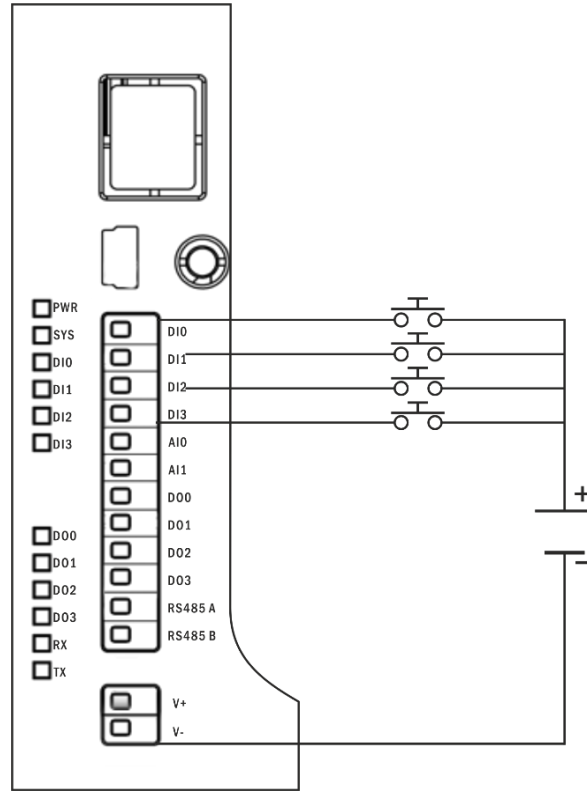 PWR
SYS
DI0
DI1
DI2
DI3
DO0
DO1
DO2
DO3
RX
TX
DI0
DI1
DI2
DI3
AI0
AI1
DO0
DO1
DO2
DO3
RS485 A
RS485 B
V+
V-
+
-